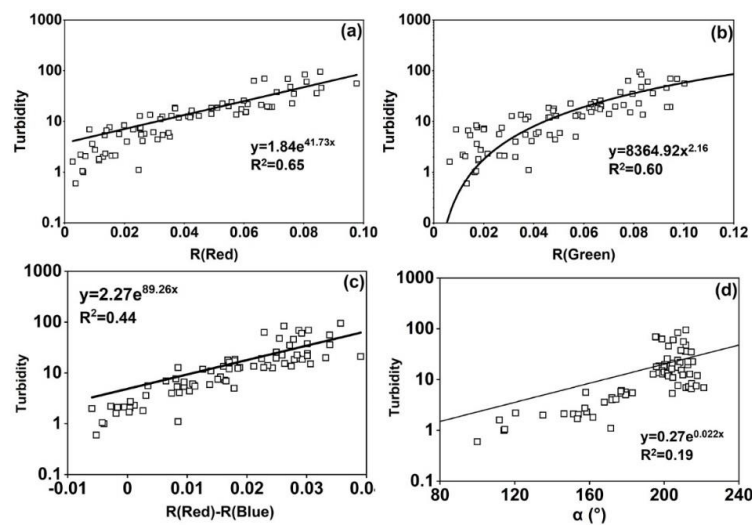 (a)
1000
100
10
1
0.1
Turbidity
y=1.84e^41.73x
R²=0.65
0.00 0.02 0.04 0.06 0.08 0.10
R(Red)
(b)
1000
100
10
1
0.1
Turbidity
y=8364.92x^2.16
R²=0.60
0.00 0.02 0.04 0.06 0.08 0.10 0.12
R(Green)
(c)
1000
100
10
1
0.1
Turbidity
y=2.27e^89.26x
R²=0.44
-0.01 0 0.01 0.02 0.03 0.0
R(Red)-R(Blue)
(d)
1000
100
10
1
0.1
Turbidity
y=0.27e^0.022x
R²=0.19
80 120 160 200 240
α (°)